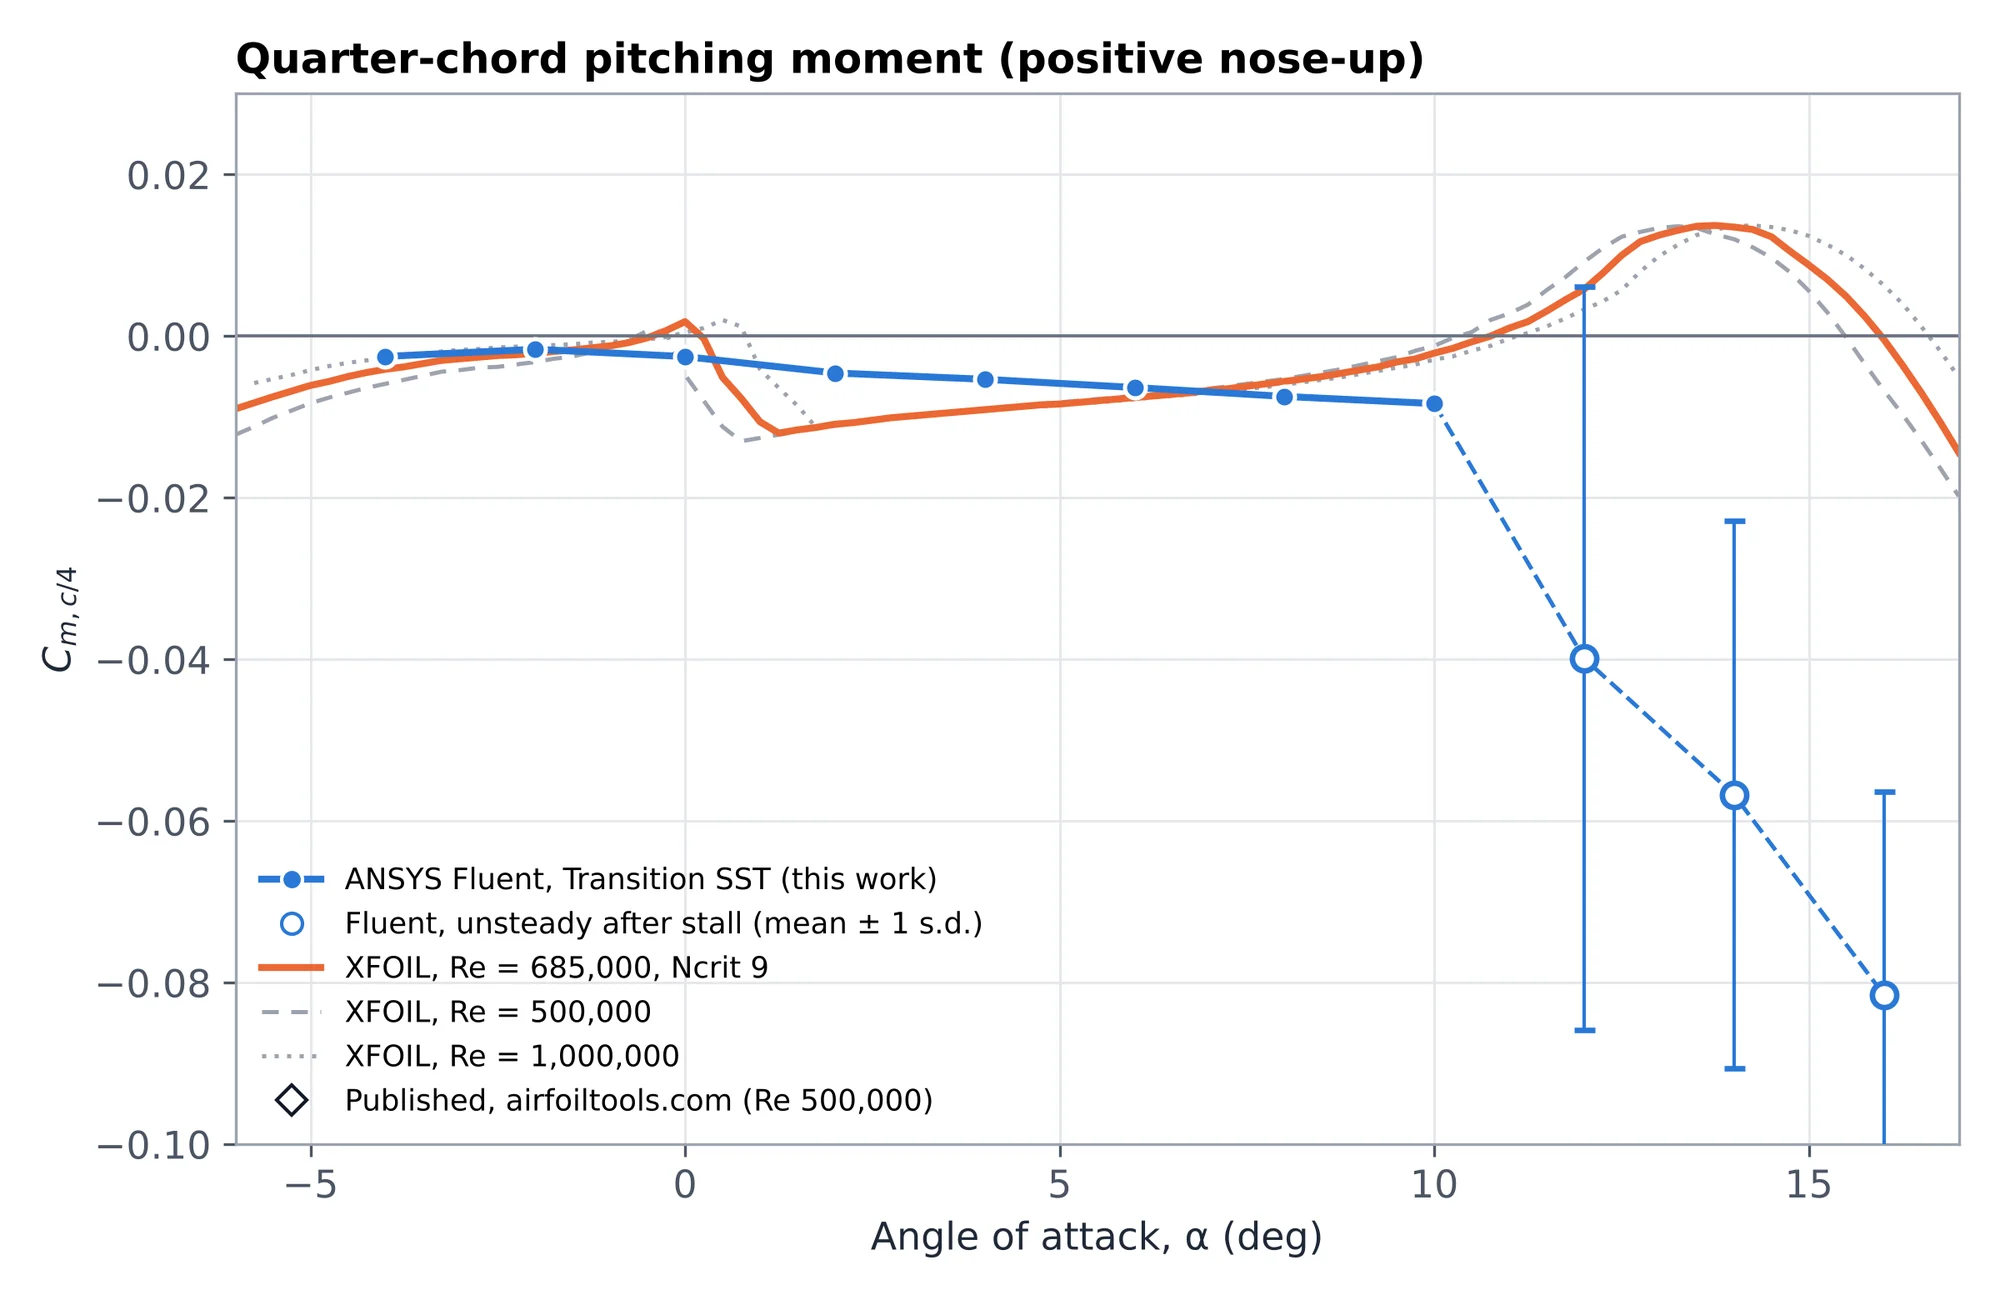 Quarter-chord pitching moment (positive nose-up)
0.02
0.00
−0.02
−0.04
−0.06
−0.08
−0.10
C_{m, c/4}
ANSYS Fluent, Transition SST (this work)
Fluent, unsteady after stall (mean ± 1 s.d.)
XFOIL, Re = 685,000, Ncrit 9
XFOIL, Re = 500,000
XFOIL, Re = 1,000,000
Published, airfoiltools.com (Re 500,000)
−5 0 5 10 15
Angle of attack, α (deg)